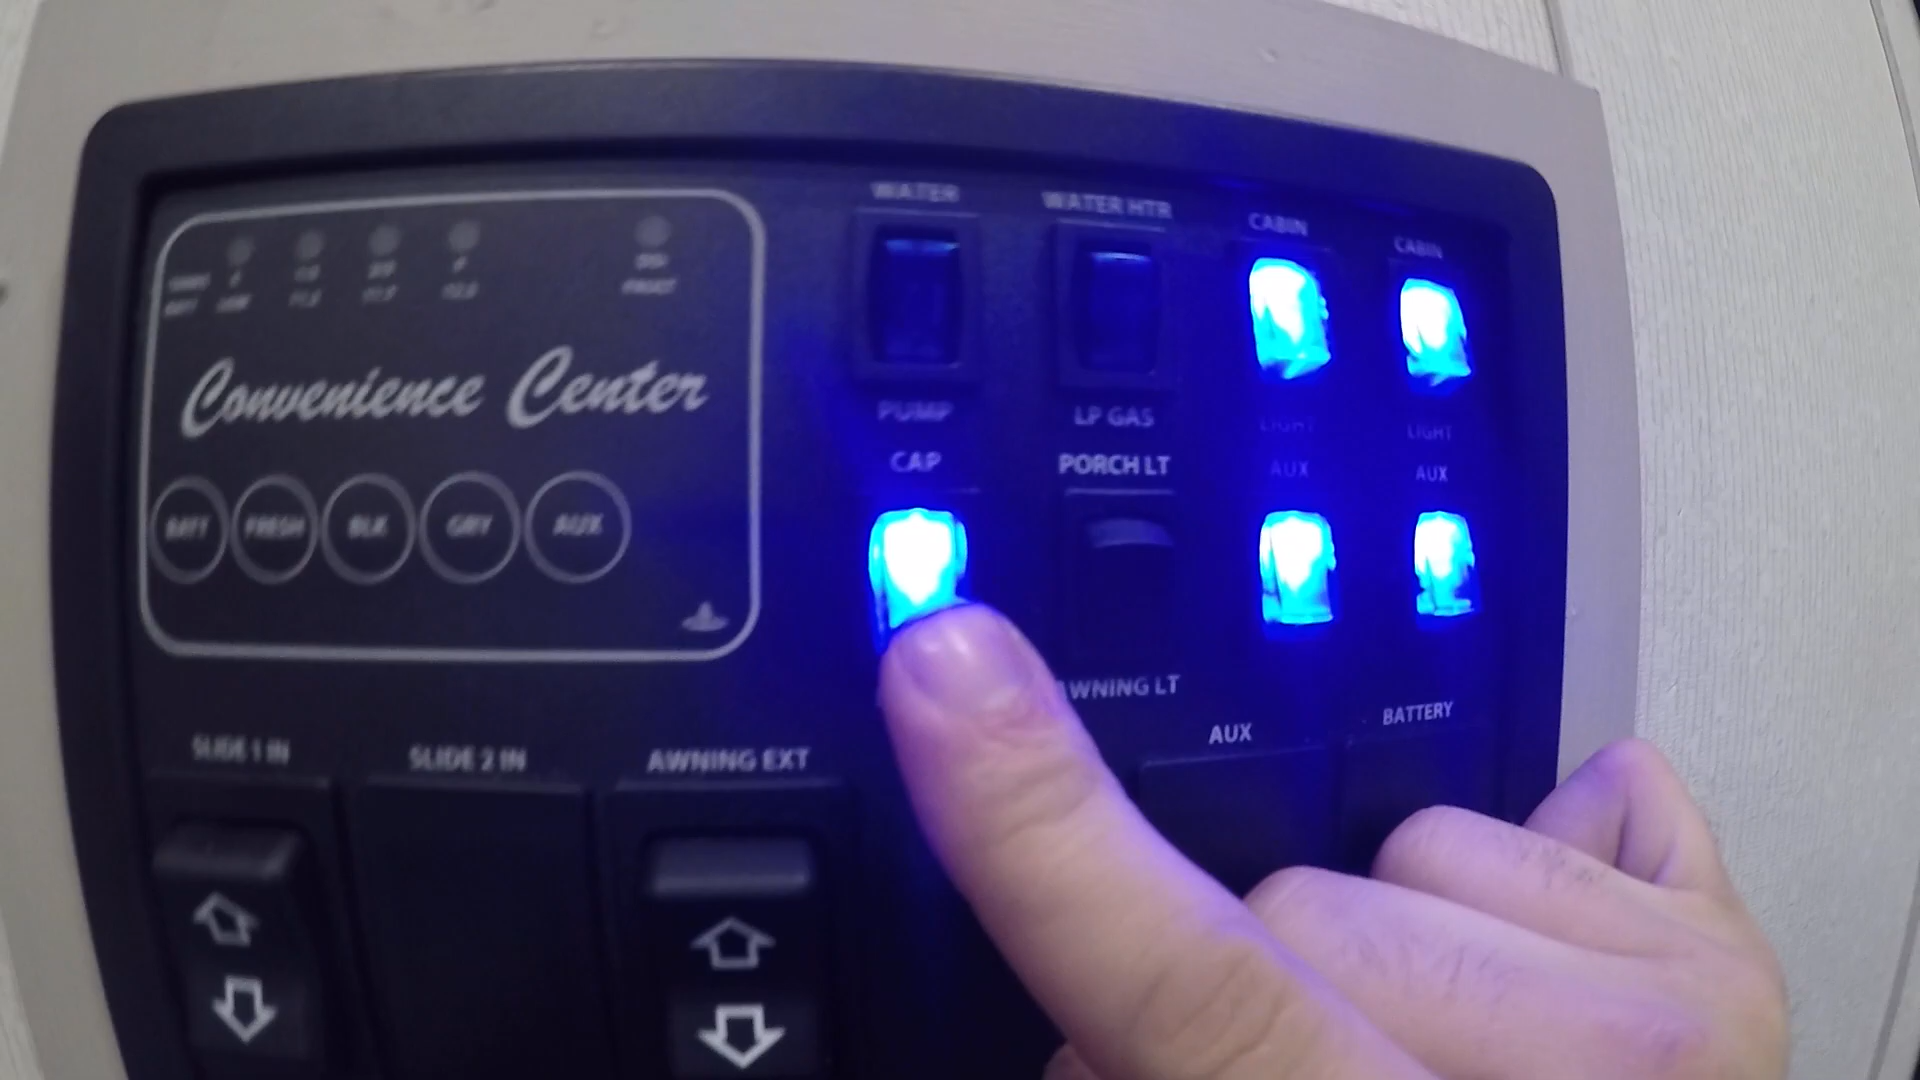 WATER
WATER HTR
CABIN
CABIN
Convenience Center
PUMP
LP GAS
LIGHT
LIGHT
CAP
PORCH LT
AUX
AUX
BATT
FRESH
BLK
GRY
AUX
AWNING LT
SLIDE 1 IN
SLIDE 2 IN
AWNING EXT
AUX
BATTERY